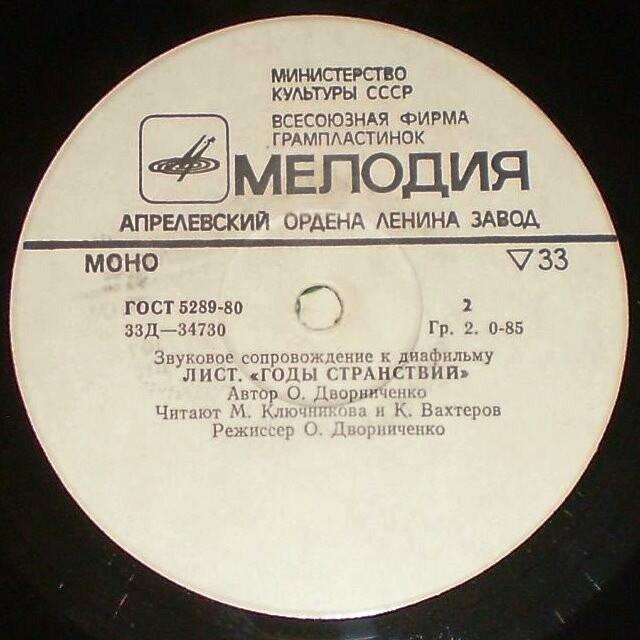 МИНИСТЕРСТВО
КУЛЬТУРЫ СССР
ВСЕСОЮЗНАЯ ФИРМА
ГРАМПЛАСТИНОК
МЕЛОДИЯ
АПРЕЛЕВСКИЙ ОРДЕНА ЛЕНИНА ЗАВОД
МОНО ▽33
ГОСТ 5289-80 2
33Д—34730 Гр. 2. 0-85
Звуковое сопровождение к диафильму
ЛИСТ. «ГОДЫ СТРАНСТВИЙ»
Автор О. Дворниченко
Читают М. Ключникова и К. Вахтеров
Режиссер О. Дворниченко